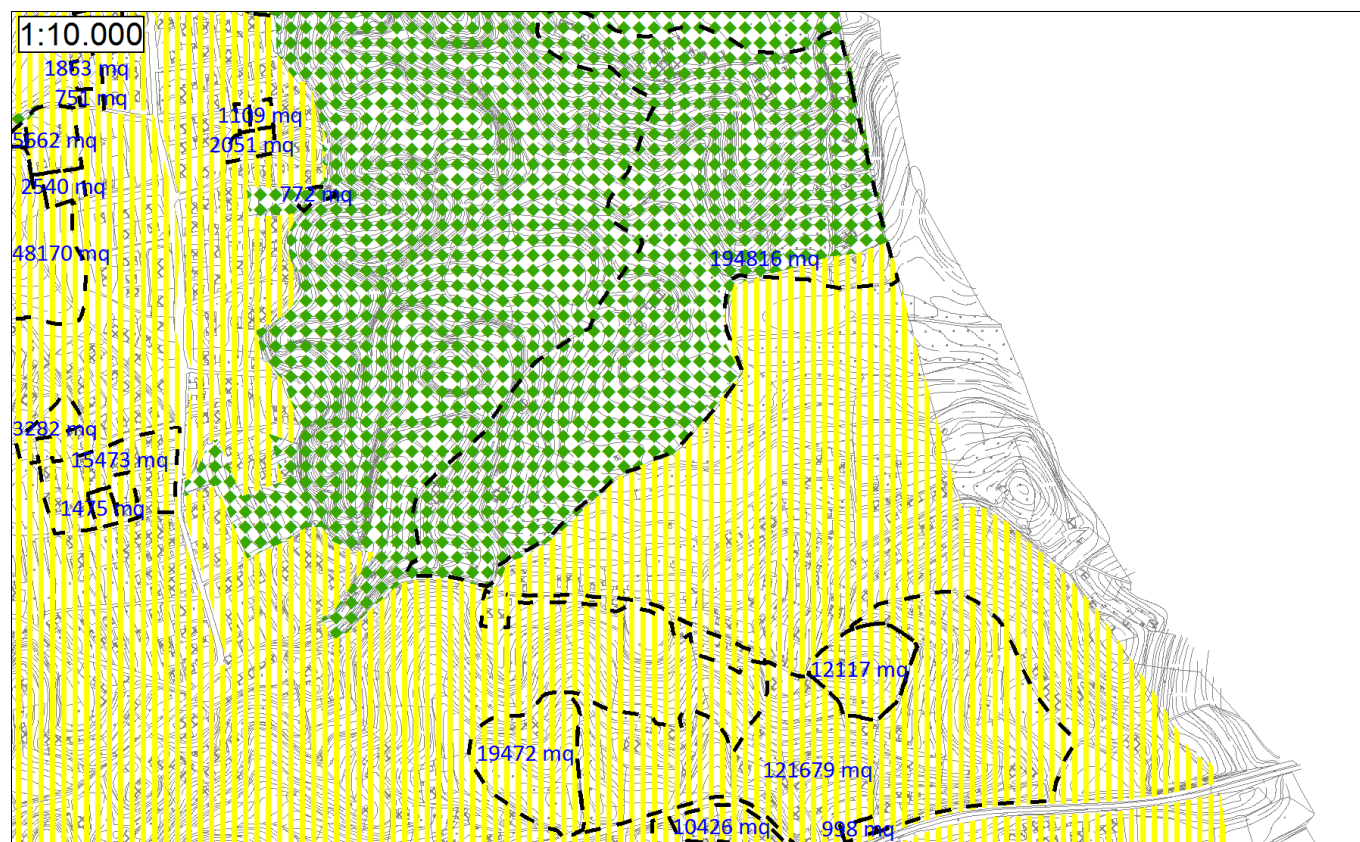 1:10.000
1863 mq
751 mq
1109 mq
5662 mq
2051 mq
2540 mq
772 mq
48170 mq
194816 mq
3282 mq
15473 mq
1475 mq
12117 mq
19472 mq
121679 mq
10426 mq
998 mq